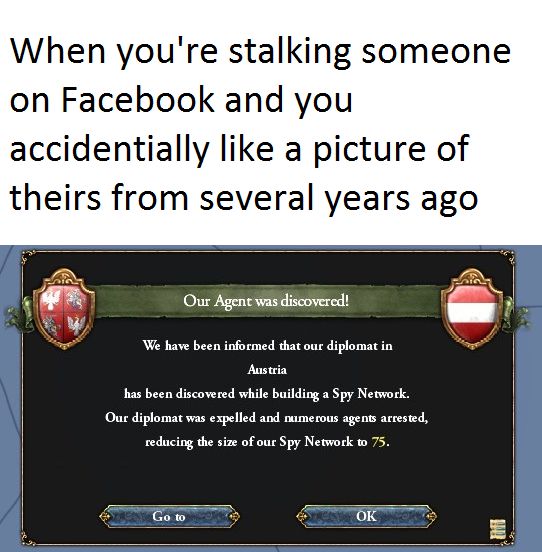 When you're stalking someone
on Facebook and you
accidentially like a picture of
theirs from several years ago
Our Agent was discovered!
We have been informed that our diplomat in
Austria
has been discovered while building a Spy Network.
Our diplomat was expelled and numerous agents arrested,
reducing the size of our Spy Network to 75.
Go to
OK